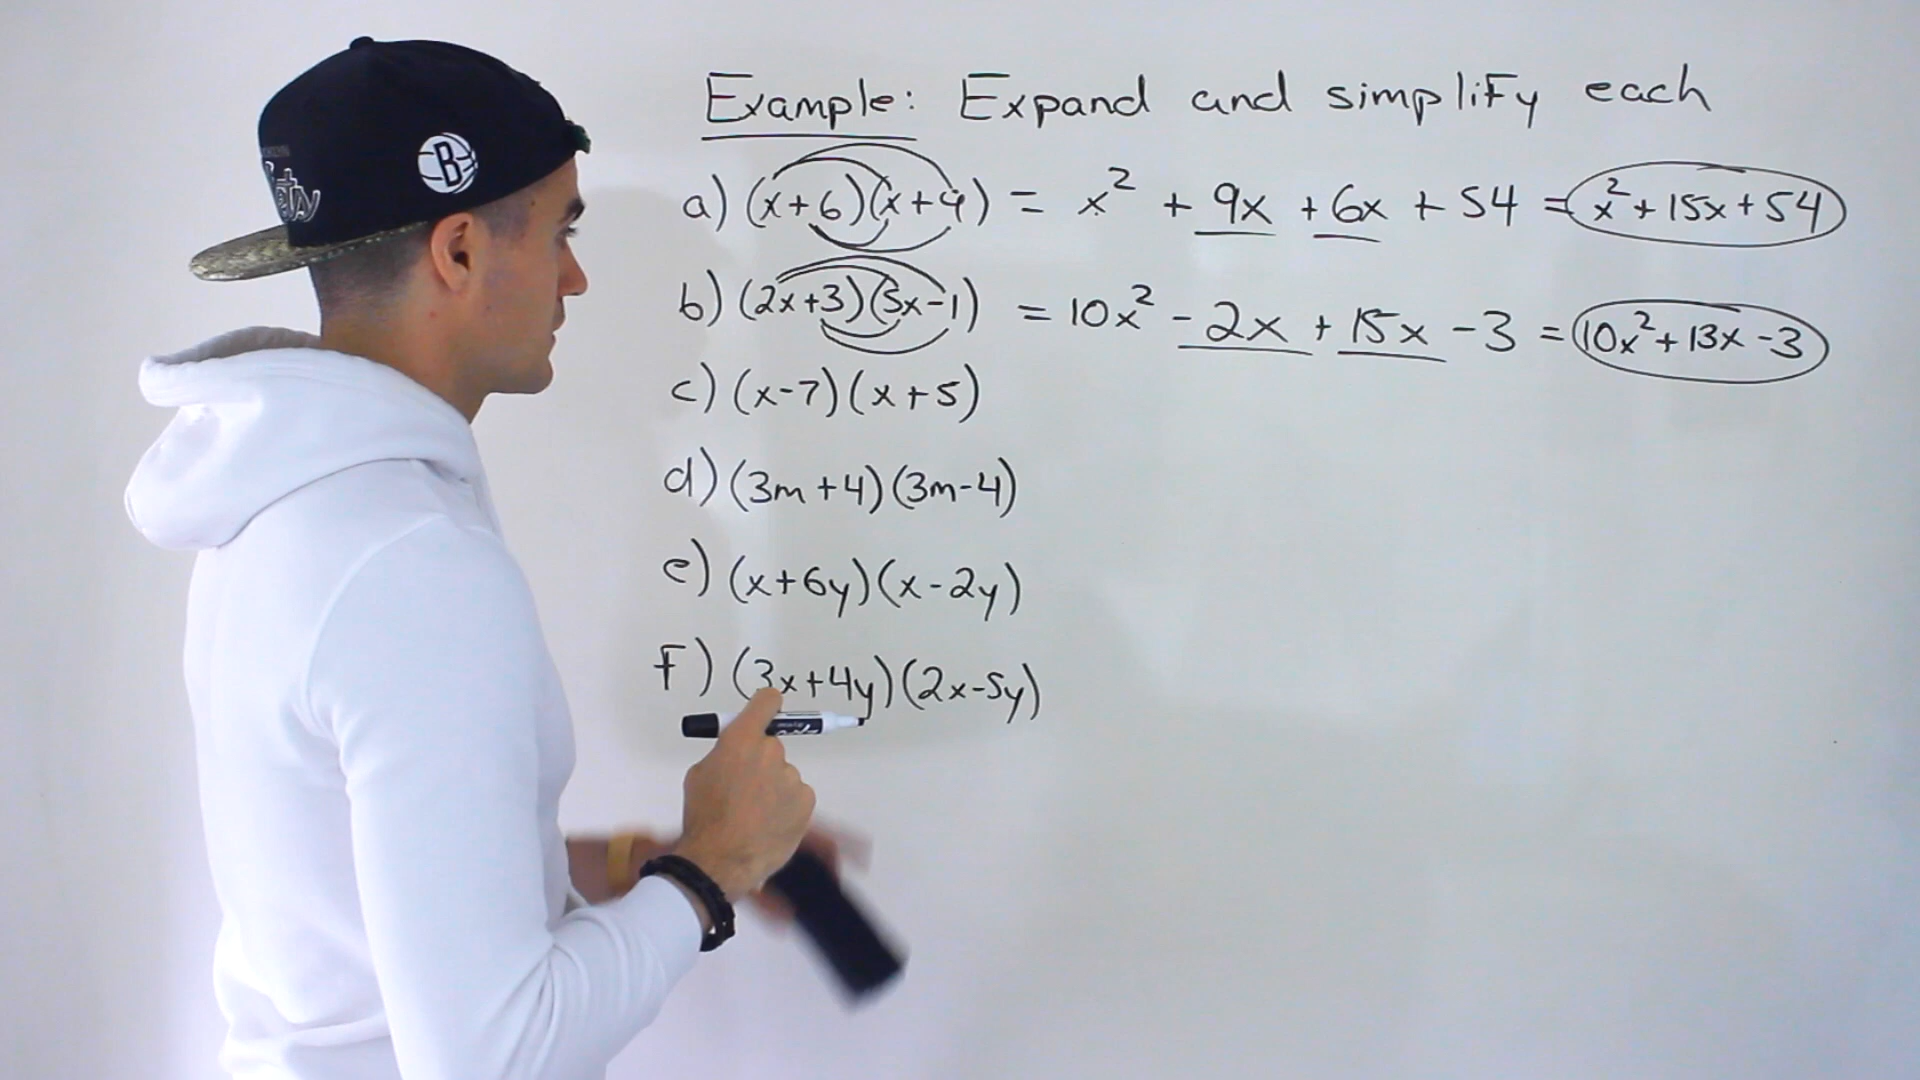 Example: Expand and simplify each
a) (x+6)(x+9) = x² + 9x + 6x + 54 = x² + 15x + 54
b) (2x+3)(5x-1) = 10x² - 2x + 15x - 3 = 10x² + 13x - 3
c) (x-7)(x+5)
d) (3m+4)(3m-4)
e) (x+6y)(x-2y)
F) (3x+4y)(2x-5y)
B